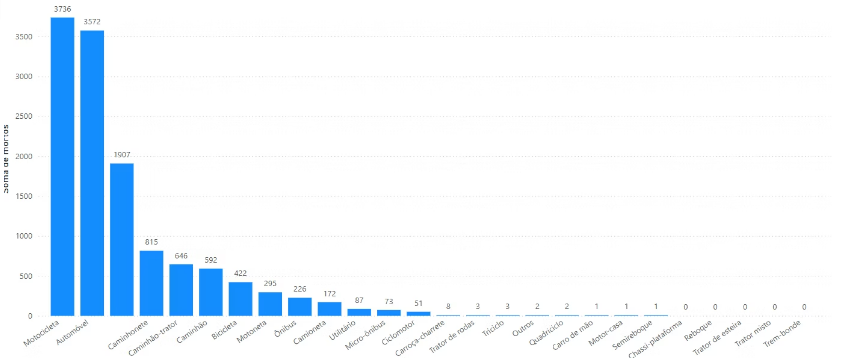 Soma de mortos
3500
3000
2500
2000
1500
1000
500
0
3736
3572
1907
815
646
592
422
295
226
172
87
73
51
8
3
3
2
2
1
1
1
0
0
0
0
0
Motocicleta
Automóvel
Caminhonete
Caminhão-trator
Caminhão
Bicicleta
Motoneta
Ônibus
Camioneta
Utilitário
Micro-ônibus
Ciclomotor
Carroça-charrete
Trator de rodas
Triciclo
Outros
Quadriciclo
Carro de mão
Motor-casa
Semireboque
Chassi-plataforma
Reboque
Trator de esteira
Trator misto
Trem-bonde